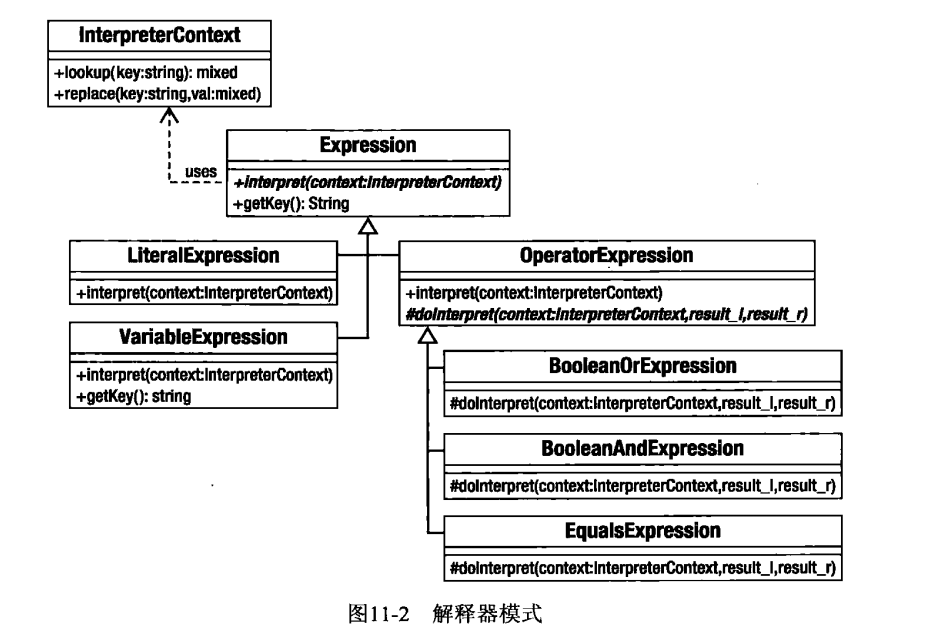 InterpreterContext
+lookup(key:string): mixed
+replace(key:string,val:mixed)
Expression
uses
+interpret(context:InterpreterContext)
+getKey(): String
LiteralExpression
+interpret(context:InterpreterContext)
OperatorExpression
+interpret(context:InterpreterContext)
#doInterpret(context:InterpreterContext,result_l,result_r)
VariableExpression
+interpret(context:InterpreterContext)
+getKey(): string
BooleanOrExpression
#doInterpret(context:InterpreterContext,result_l,result_r)
BooleanAndExpression
#doInterpret(context:InterpreterContext,result_l,result_r)
EqualsExpression
#doInterpret(context:InterpreterContext,result_l,result_r)
图11-2 解释器模式